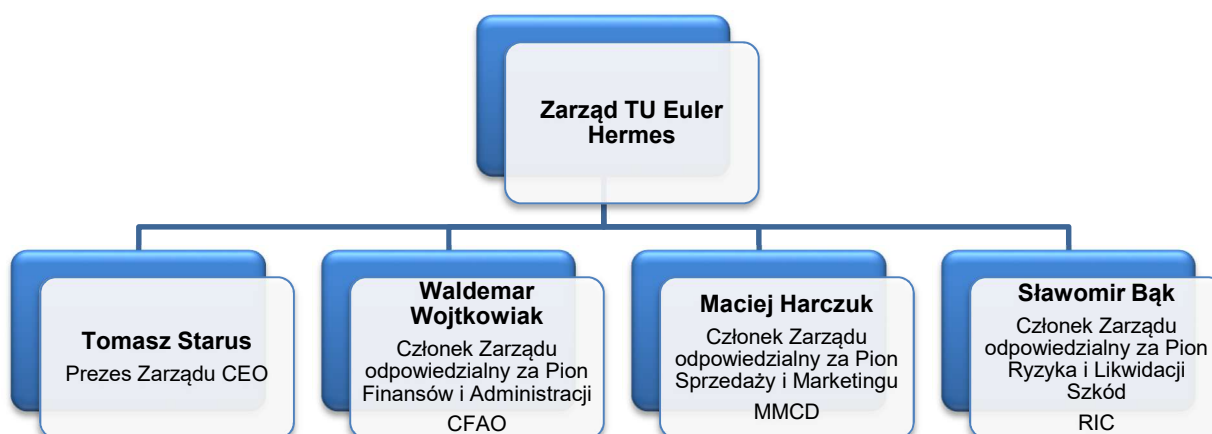 Zarząd TU Euler
Hermes
Tomasz Starus
Prezes Zarządu CEO
Waldemar
Wojtkowiak
Członek Zarządu
odpowiedzialny za Pion
Finansów i Administracji
CFAO
Maciej Harczuk
Członek Zarządu
odpowiedzialny za Pion
Sprzedaży i Marketingu
MMCD
Sławomir Bąk
Członek Zarządu
odpowiedzialny za Pion
Ryzyka i Likwidacji
Szkód
RIC